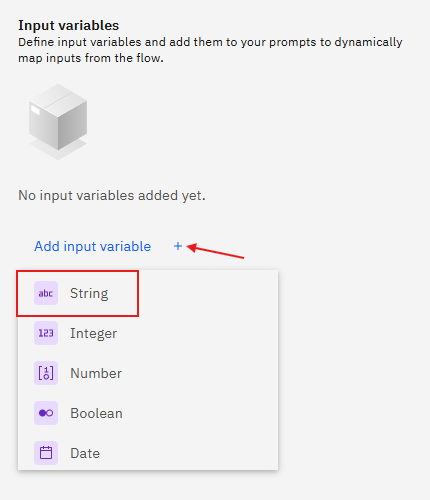 Input variables
Define input variables and add them to your prompts to dynamically
map inputs from the flow.
No input variables added yet.
Add input variable +
abc String
123 Integer
[10] Number
Boolean
Date